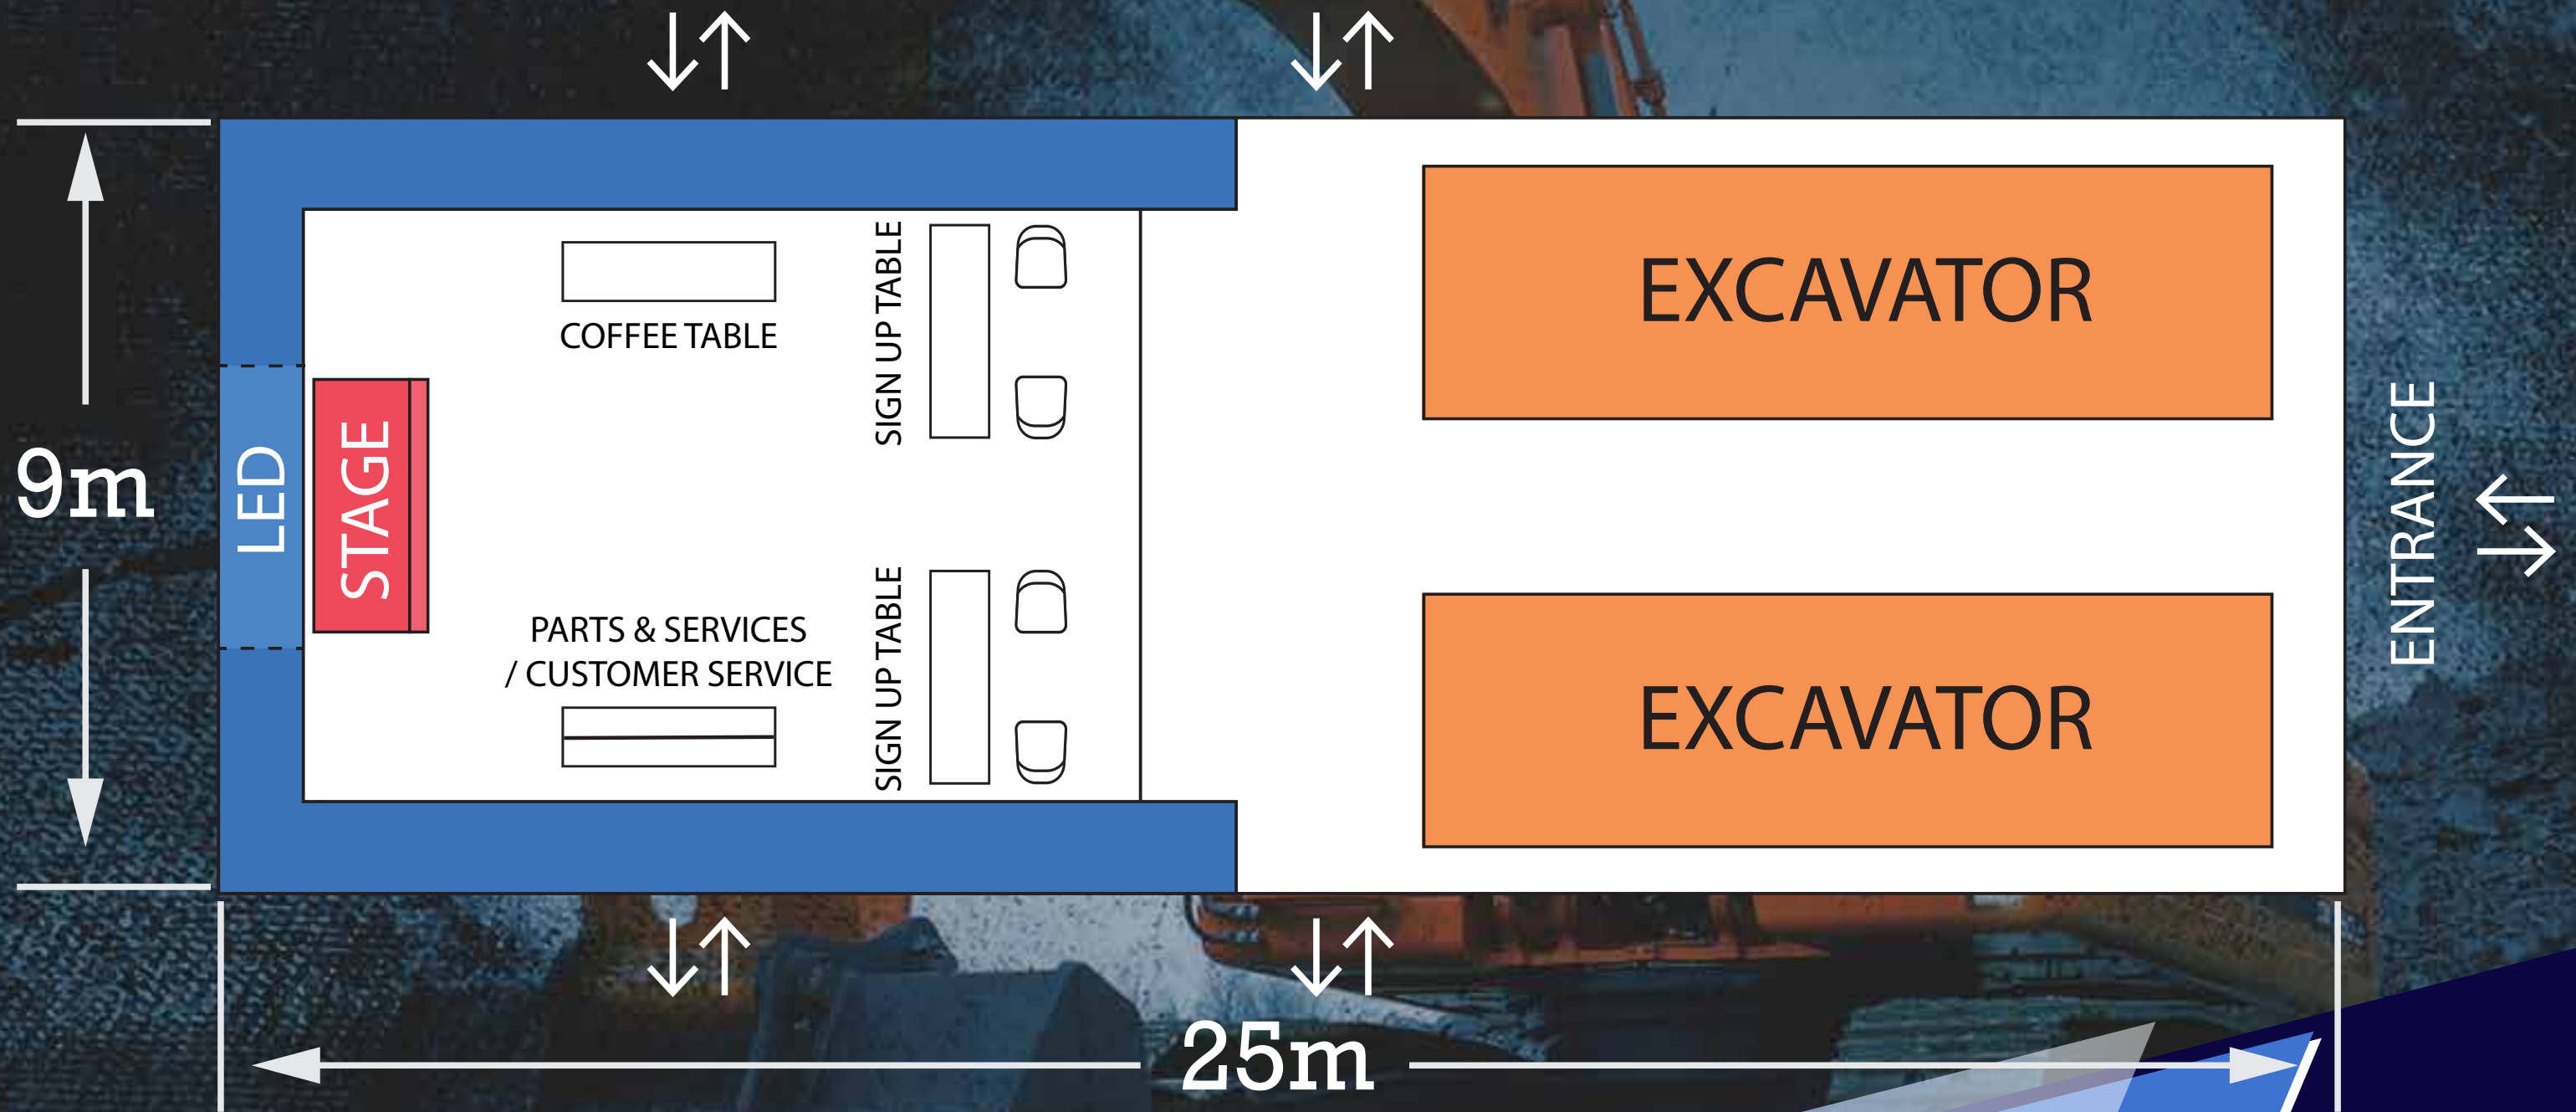 EXCAVATOR
SIGN UP TABLE
COFFEE TABLE
ENTRANCE
9m
LED
STAGE
PARTS & SERVICES
/ CUSTOMER SERVICE
SIGN UP TABLE
EXCAVATOR
25m